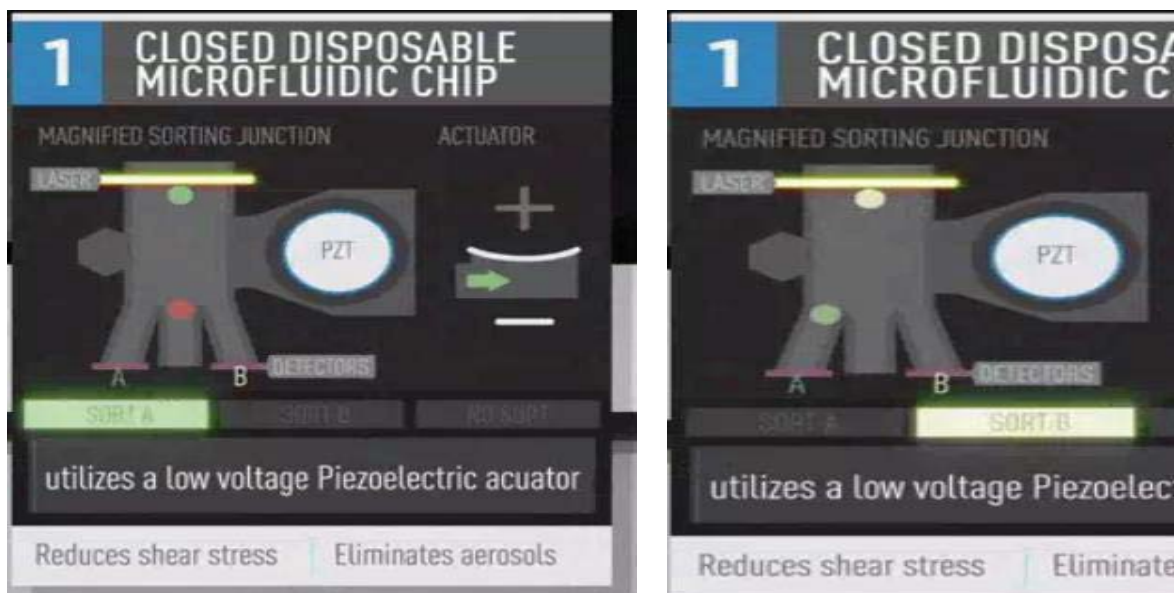 1
CLOSED DISPOSABLE
MICROFLUIDIC CHIP
MAGNIFIED SORTING JUNCTION
ACTUATOR
LASER
PZT
A
B
DETECTORS
SORT A
SORT B
NO SORT
utilizes a low voltage Piezoelectric acuator
Reduces shear stress
Eliminates aerosols
1
CLOSED DISPOSA
MICROFLUIDIC C
MAGNIFIED SORTING JUNCTION
LASER
PZT
A
B
DETECTORS
SORT A
SORT B
utilizes a low voltage Piezoelec
Reduces shear stress
Eliminate